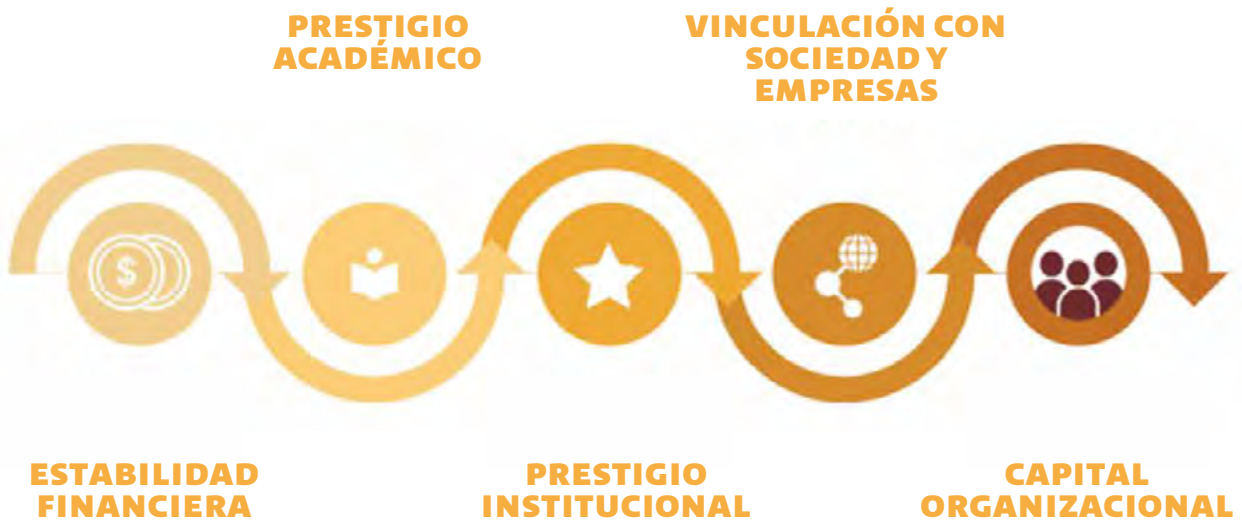 PRESTIGIO
ACADÉMICO
VINCULACIÓN CON
SOCIEDAD Y
EMPRESAS
$
ESTABILIDAD
FINANCIERA
PRESTIGIO
INSTITUCIONAL
CAPITAL
ORGANIZACIONAL